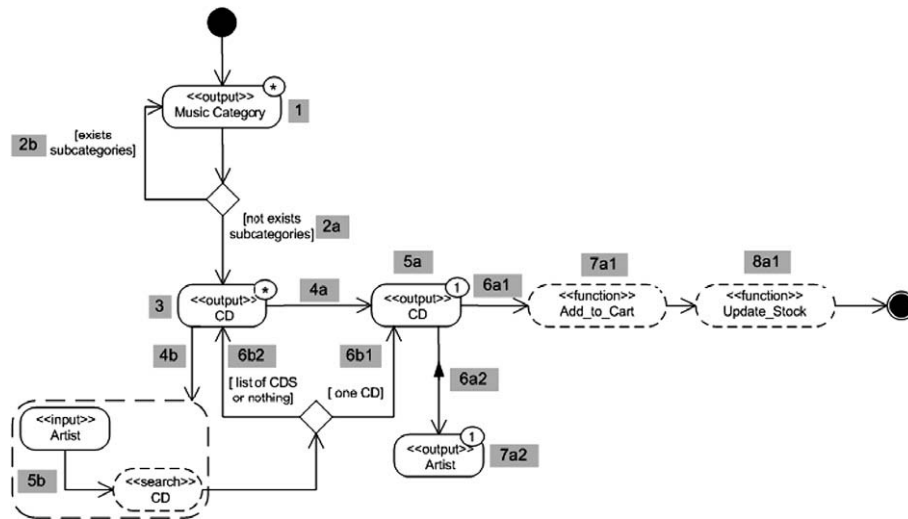 <<output>>
*
Music Category
1
2b
[exists
subcategories]
[not exists
subcategories]
2a
3
<<output>>
*
CD
4a
5a
<<output>>
1
CD
6a1
7a1
<<function>>
Add_to_Cart
8a1
<<function>>
Update_Stock
4b
6b2
[ list of CDS
or nothing]
6b1
[ one CD]
6a2
<<output>>
1
Artist
7a2
<<input>>
Artist
5b
<<search>>
CD